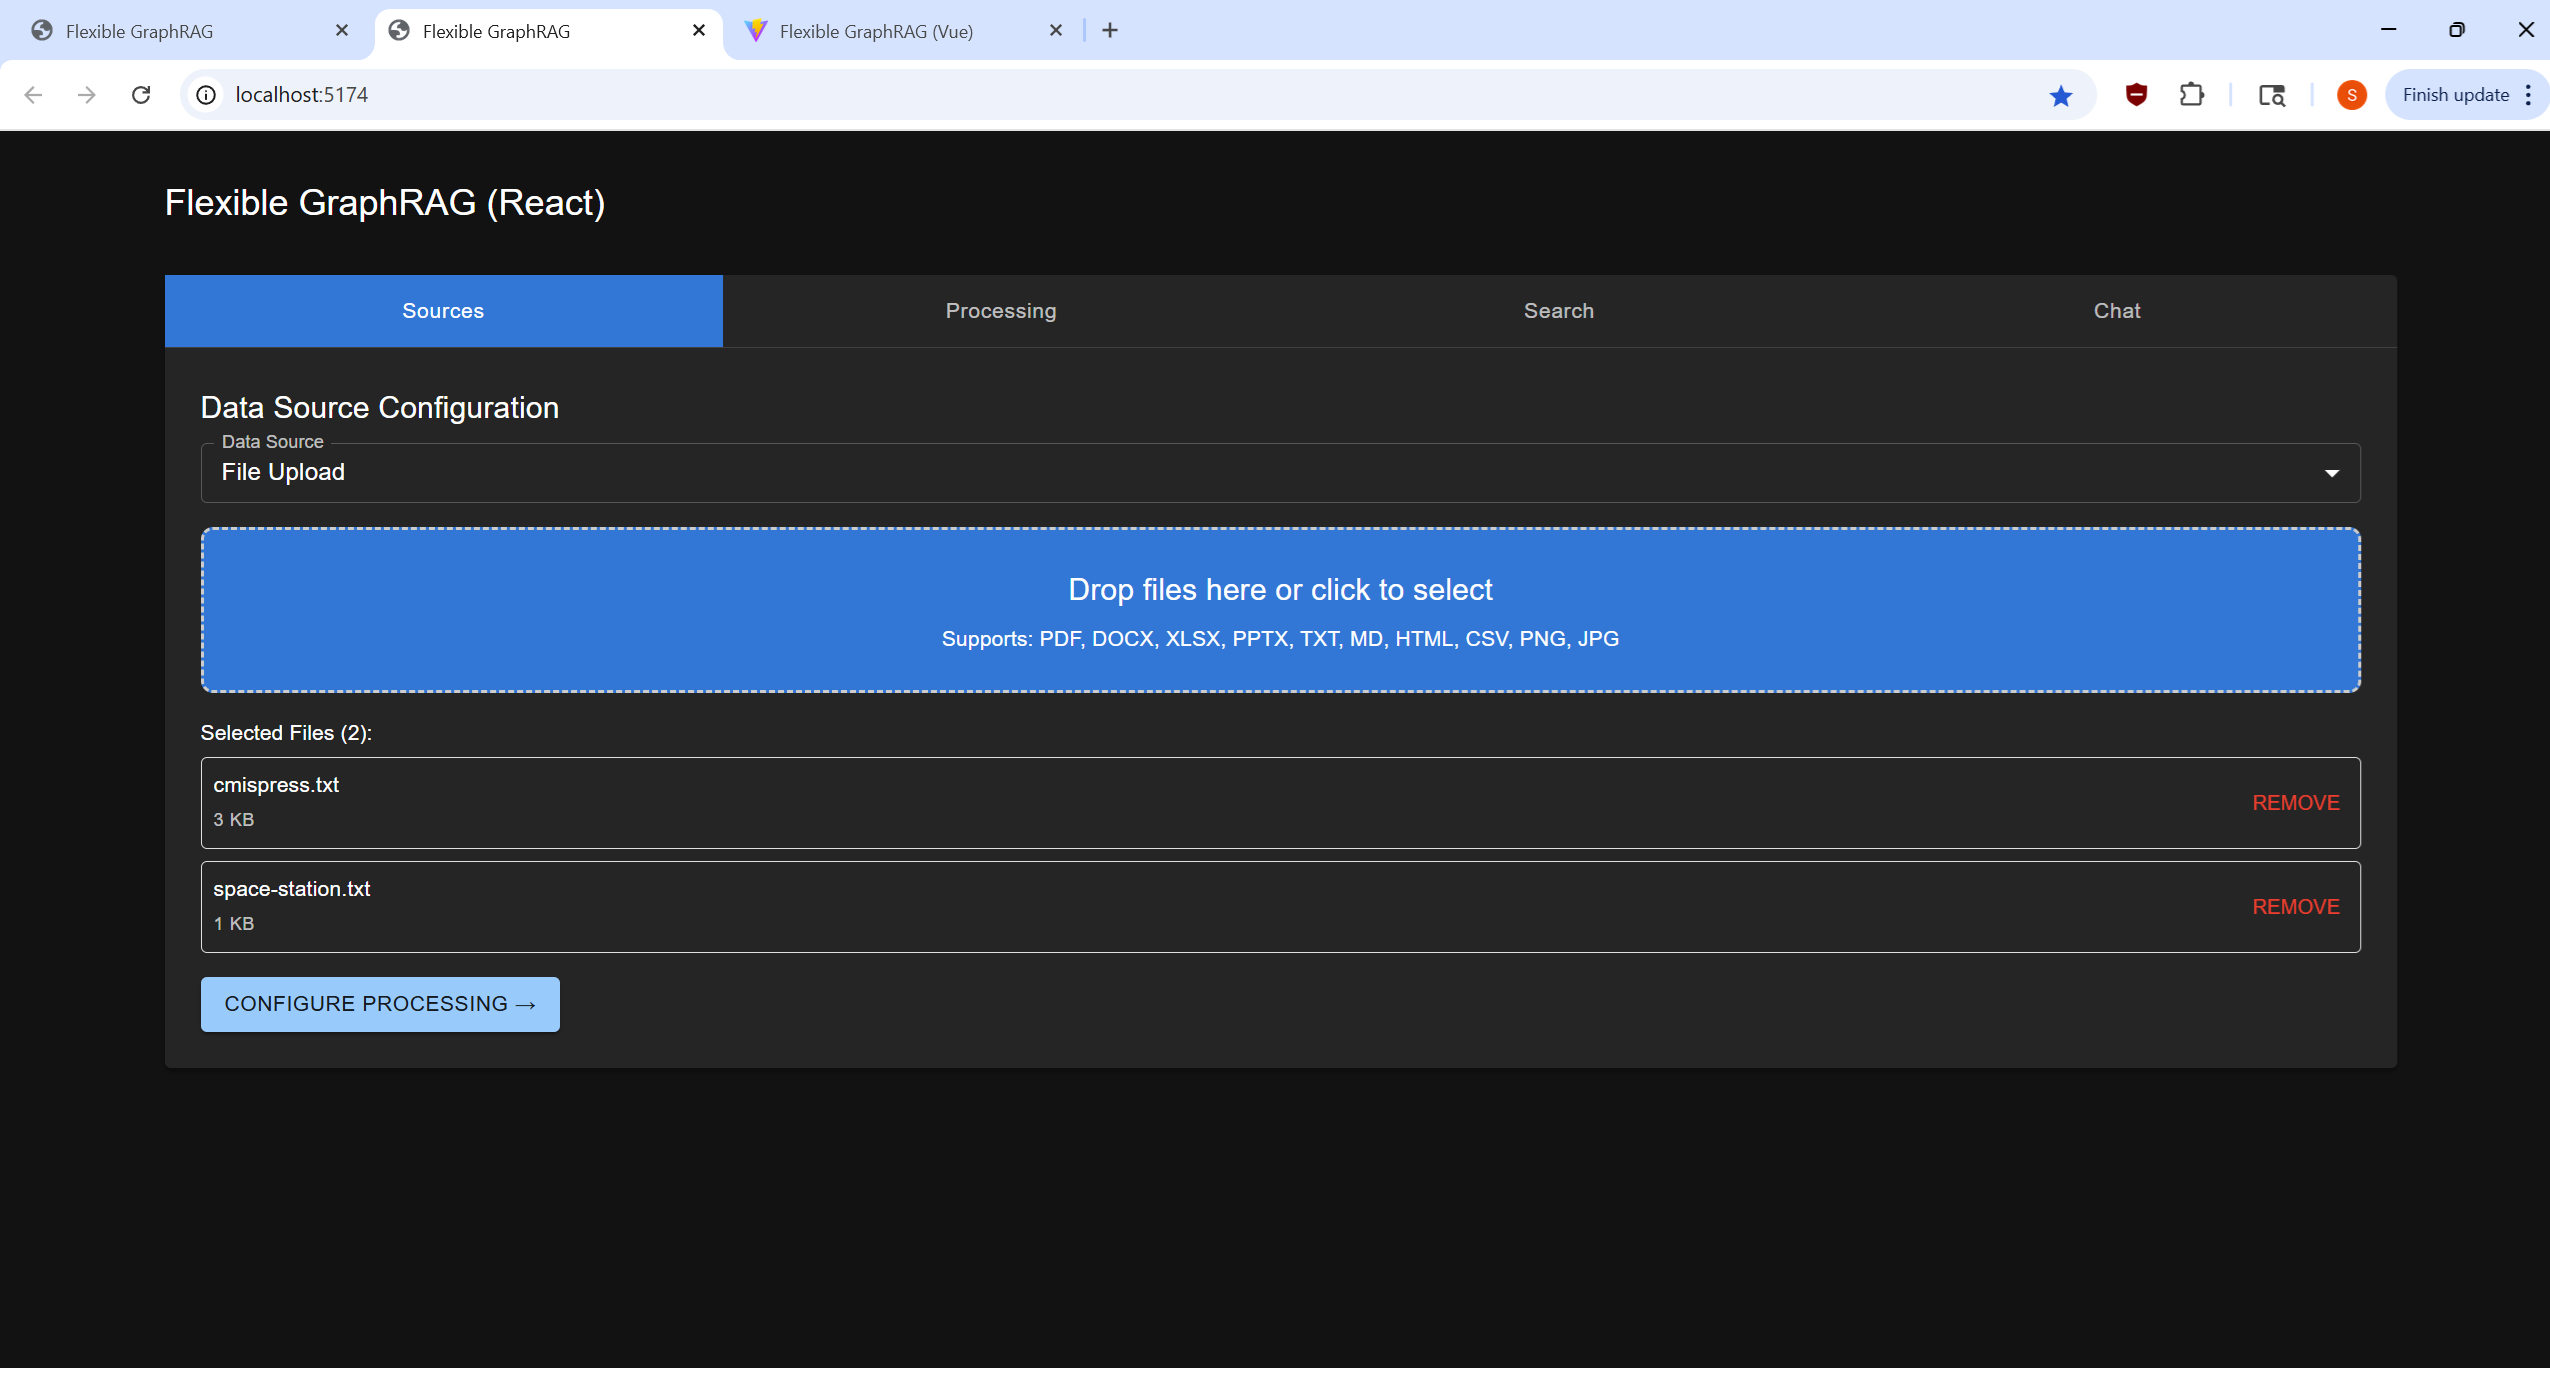 Flexible GraphRAG
Flexible GraphRAG
Flexible GraphRAG (Vue)
localhost:5174
S
Finish update
Flexible GraphRAG (React)
Sources
Processing
Search
Chat
Data Source Configuration
Data Source
File Upload
Drop files here or click to select
Supports: PDF, DOCX, XLSX, PPTX, TXT, MD, HTML, CSV, PNG, JPG
Selected Files (2):
cmispress.txt
3 KB
REMOVE
space-station.txt
1 KB
REMOVE
CONFIGURE PROCESSING →